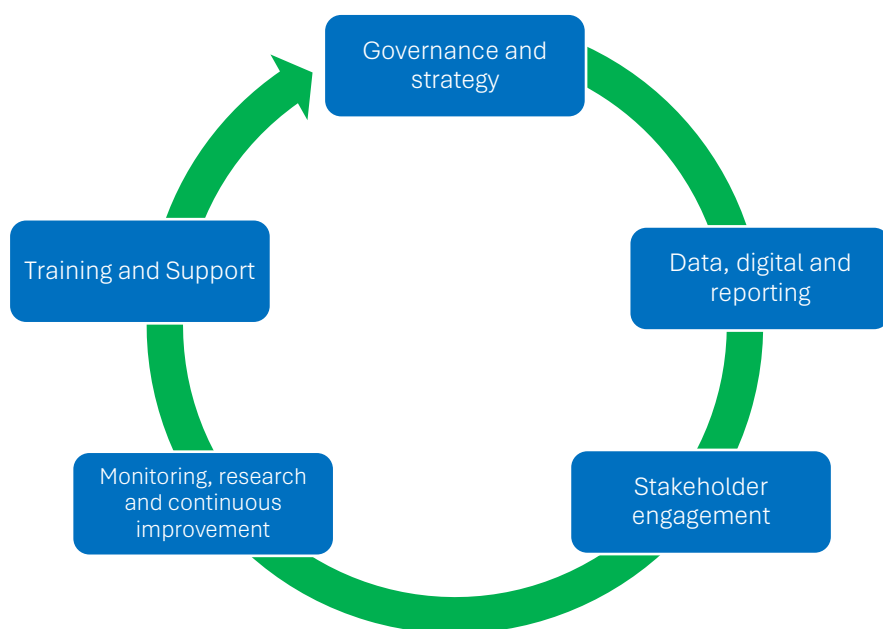 Governance and
strategy
Data, digital and
reporting
Stakeholder
engagement
Monitoring, research
and continuous
improvement
Training and Support